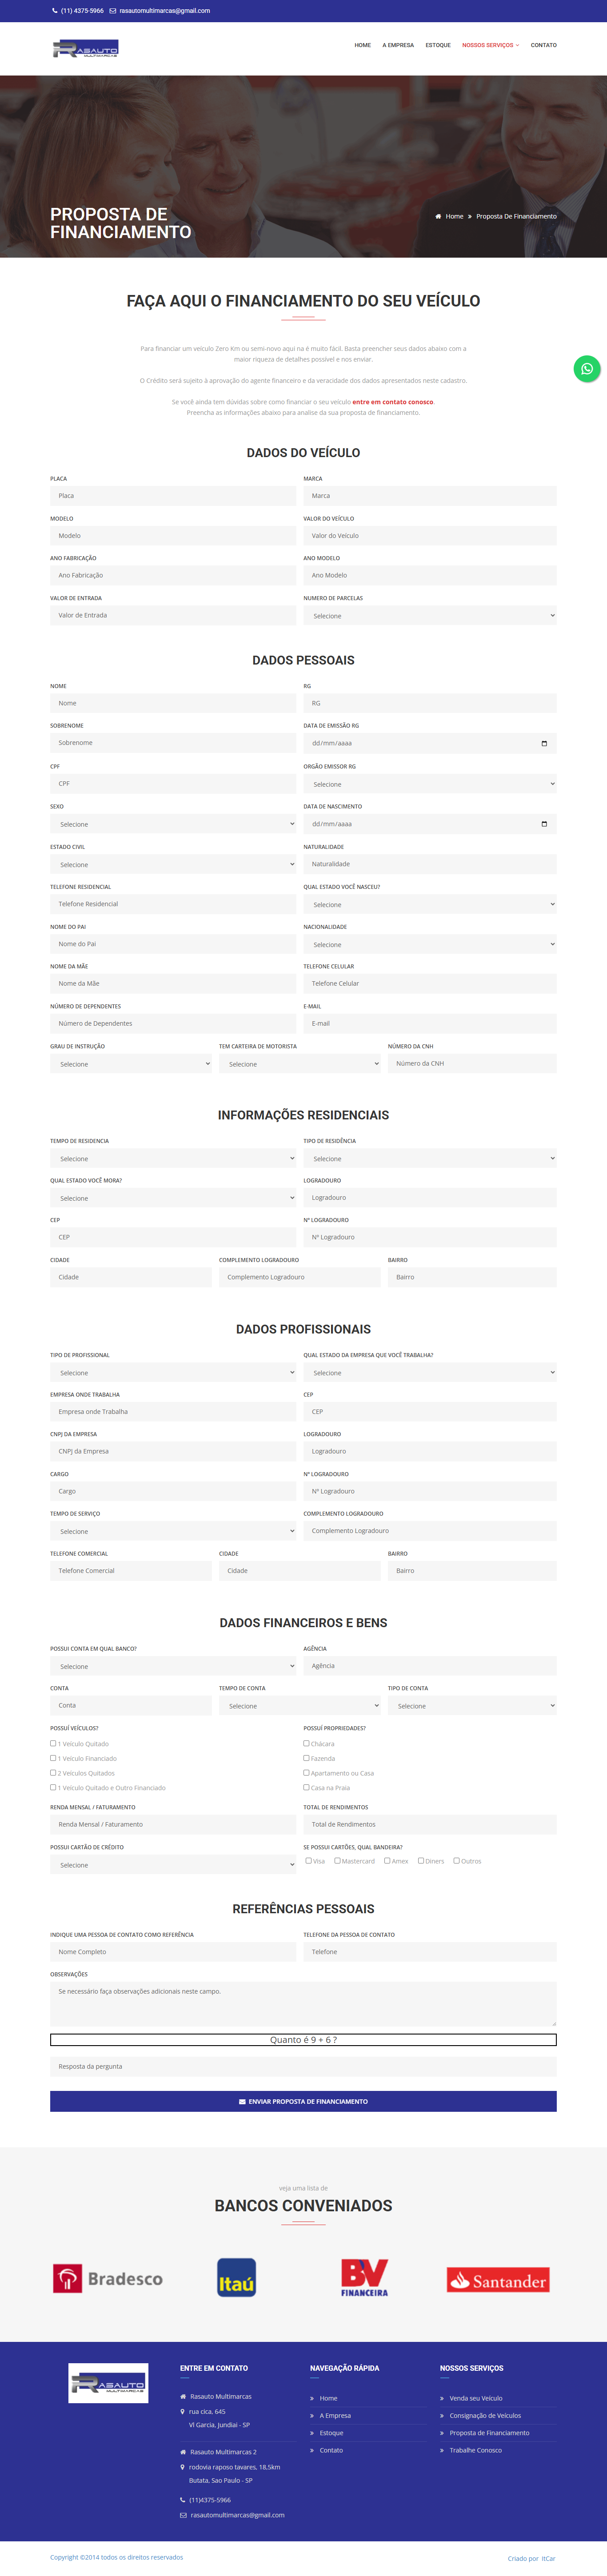 (11) 4375-5966 rasautomultimarcas@gmail.com
RASAUTO
MULTIMARCAS
HOME A EMPRESA ESTOQUE NOSSOS SERVIÇOS CONTATO
PROPOSTA DE
FINANCIAMENTO
Home » Proposta De Financiamento
FAÇA AQUI O FINANCIAMENTO DO SEU VEÍCULO
Para financiar um veículo Zero Km ou semi-novo aqui na é muito fácil. Basta preencher seus dados abaixo com a
maior riqueza de detalhes possível e nos enviar.
O Crédito será sujeito à aprovação do agente financeiro e da veracidade dos dados apresentados neste cadastro.
Se você ainda tem dúvidas sobre como financiar o seu veículo entre em contato conosco.
Preencha as informações abaixo para analise da sua proposta de financiamento.
DADOS DO VEÍCULO
PLACA MARCA
Placa Marca
MODELO VALOR DO VEÍCULO
Modelo Valor do Veículo
ANO FABRICAÇÃO ANO MODELO
Ano Fabricação Ano Modelo
VALOR DE ENTRADA NUMERO DE PARCELAS
Valor de Entrada Selecione
DADOS PESSOAIS
NOME RG
Nome RG
SOBRENOME DATA DE EMISSÃO RG
Sobrenome dd/mm/aaaa
CPF ORGÃO EMISSOR RG
CPF Selecione
SEXO DATA DE NASCIMENTO
Selecione dd/mm/aaaa
ESTADO CIVIL NATURALIDADE
Selecione Naturalidade
TELEFONE RESIDENCIAL QUAL ESTADO VOCÊ NASCEU?
Telefone Residencial Selecione
NOME DO PAI NACIONALIDADE
Nome do Pai Selecione
NOME DA MÃE TELEFONE CELULAR
Nome da Mãe Telefone Celular
NÚMERO DE DEPENDENTES E-MAIL
Número de Dependentes E-mail
GRAU DE INSTRUÇÃO TEM CARTEIRA DE MOTORISTA NÚMERO DA CNH
Selecione Selecione Número da CNH
INFORMAÇÕES RESIDENCIAIS
TEMPO DE RESIDENCIA TIPO DE RESIDÊNCIA
Selecione Selecione
QUAL ESTADO VOCÊ MORA? LOGRADOURO
Selecione Logradouro
CEP Nº LOGRADOURO
CEP Nº Logradouro
CIDADE COMPLEMENTO LOGRADOURO BAIRRO
Cidade Complemento Logradouro Bairro
DADOS PROFISSIONAIS
TIPO DE PROFISSIONAL QUAL ESTADO DA EMPRESA QUE VOCÊ TRABALHA?
Selecione Selecione
EMPRESA ONDE TRABALHA CEP
Empresa onde Trabalha CEP
CNPJ DA EMPRESA LOGRADOURO
CNPJ da Empresa Logradouro
CARGO Nº LOGRADOURO
Cargo Nº Logradouro
TEMPO DE SERVIÇO COMPLEMENTO LOGRADOURO
Selecione Complemento Logradouro
TELEFONE COMERCIAL CIDADE BAIRRO
Telefone Comercial Cidade Bairro
DADOS FINANCEIROS E BENS
POSSUI CONTA EM QUAL BANCO? AGÊNCIA
Selecione Agência
CONTA TEMPO DE CONTA TIPO DE CONTA
Conta Selecione Selecione
POSSUÍ VEÍCULOS? POSSUÍ PROPRIEDADES?
1 Veículo Quitado Chácara
1 Veículo Financiado Fazenda
2 Veículos Quitados Apartamento ou Casa
1 Veículo Quitado e Outro Financiado Casa na Praia
RENDA MENSAL / FATURAMENTO TOTAL DE RENDIMENTOS
Renda Mensal / Faturamento Total de Rendimentos
POSSUI CARTÃO DE CRÉDITO SE POSSUI CARTÕES, QUAL BANDEIRA?
Selecione Visa Mastercard Amex Diners Outros
REFERÊNCIAS PESSOAIS
INDIQUE UMA PESSOA DE CONTATO COMO REFERÊNCIA TELEFONE DA PESSOA DE CONTATO
Nome Completo Telefone
OBSERVAÇÕES
Se necessário faça observações adicionais neste campo.
Quanto é 9 + 6 ?
Resposta da pergunta
ENVIAR PROPOSTA DE FINANCIAMENTO
veja uma lista de
BANCOS CONVENIADOS
Bradesco Itaú BV FINANCEIRA Santander
RASAUTO
MULTIMARCAS
ENTRE EM CONTATO
Rasauto Multimarcas
rua cica, 645
Vl Garcia, Jundiai - SP
Rasauto Multimarcas 2
rodovia raposo tavares, 18,5km
Butata, Sao Paulo - SP
(11)4375-5966
rasautomultimarcas@gmail.com
NAVEGAÇÃO RÁPIDA
» Home
» A Empresa
» Estoque
» Contato
NOSSOS SERVIÇOS
» Venda seu Veículo
» Consignação de Veículos
» Proposta de Financiamento
» Trabalhe Conosco
Copyright ©2014 todos os direitos reservados
Criado por ItCar